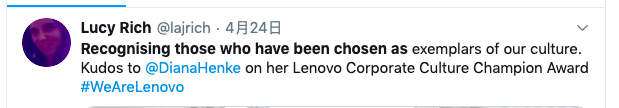 Lucy Rich @lajrich · 4月24日
Recognising those who have been chosen as exemplars of our culture.
Kudos to @DianaHenke on her Lenovo Corporate Culture Champion Award
#WeAreLenovo